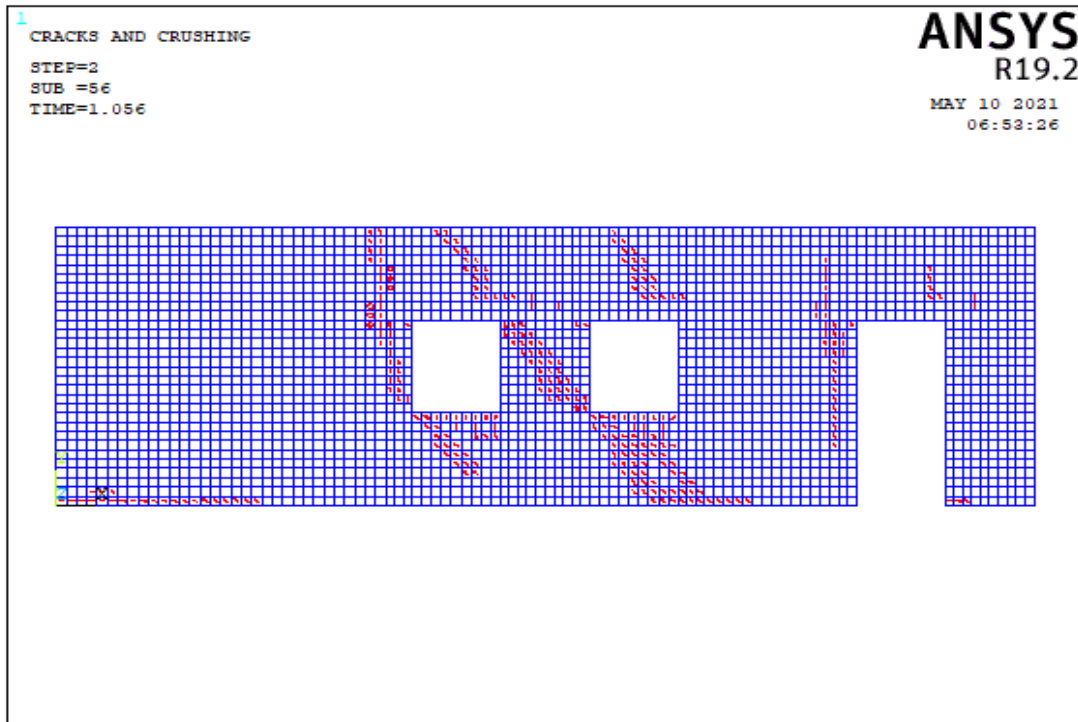 1
CRACKS AND CRUSHING
STEP=2
SUB =56
TIME=1.056
ANSYS
R19.2
MAY 10 2021
06:53:26
Y
Z X